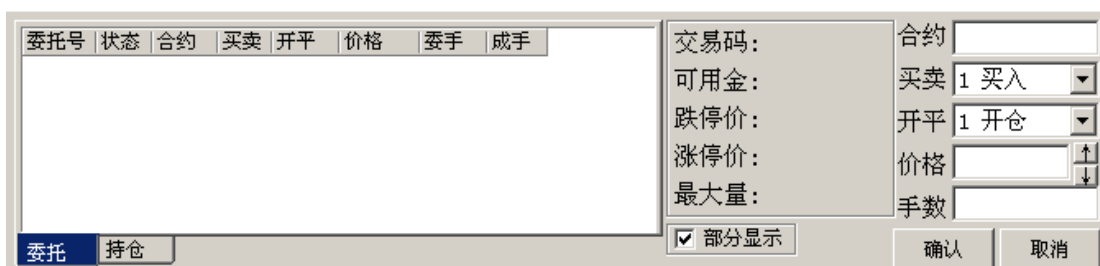 委托号 状态 合约 买卖 开平 价格 委手 成手
委托 持仓
交易码:
可用金:
跌停价:
涨停价:
最大量:
部分显示
合约
买卖 1 买入
开平 1 开仓
价格
手数
确认 取消